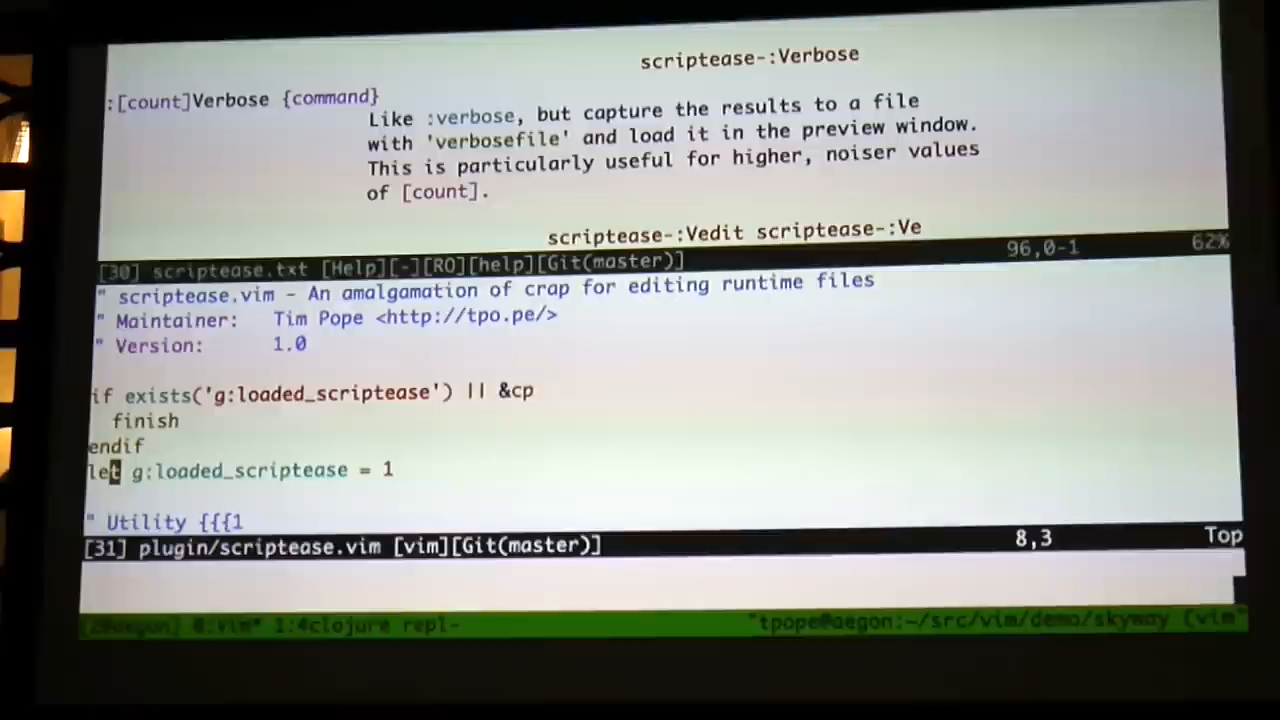 scriptease-:Verbose
:[count]Verbose {command}
Like :verbose, but capture the results to a file
with 'verbosefile' and load it in the preview window.
This is particularly useful for higher, noiser values
of [count].
scriptease-:Vedit scriptease-:Ve
[30] scriptease.txt [Help][-][RO][help][Git(master)] 96,0-1 62%
" scriptease.vim - An amalgamation of crap for editing runtime files
" Maintainer: Tim Pope <http://tpo.pe/>
" Version: 1.0
if exists('g:loaded_scriptease') || &cp
finish
endif
let g:loaded_scriptease = 1
" Utility {{{1
[31] plugin/scriptease.vim [vim][Git(master)] 8,3 Top
0:vim* 1:4clojure repl- "tpope@aegon:~/src/vim/demo/skyway (vim"